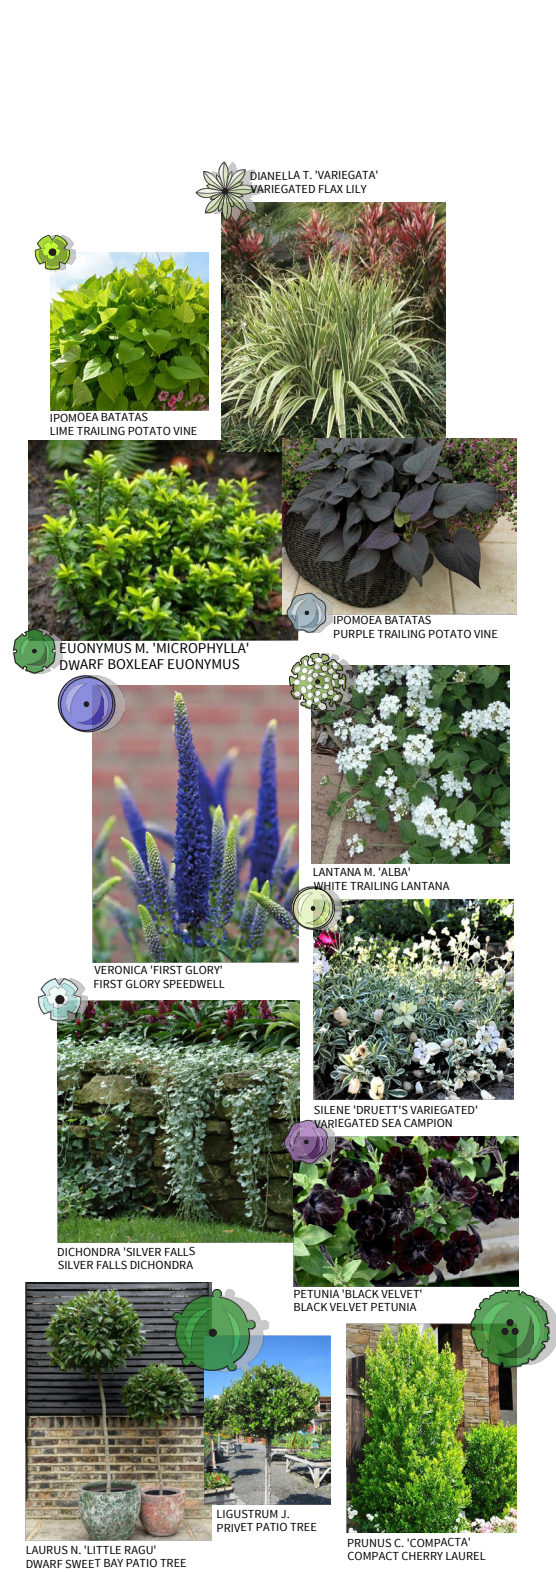 DIANELLA T. 'VARIEGATA'
VARIEGATED FLAX LILY
IPOMOEA BATATAS
LIME TRAILING POTATO VINE
IPOMOEA BATATAS
PURPLE TRAILING POTATO VINE
EUONYMUS M. 'MICROPHYLLA'
DWARF BOXLEAF EUONYMUS
LANTANA M. 'ALBA'
WHITE TRAILING LANTANA
VERONICA 'FIRST GLORY'
FIRST GLORY SPEEDWELL
SILENE 'DRUETT'S VARIEGATED'
VARIEGATED SEA CAMPION
DICHONDRA 'SILVER FALLS
SILVER FALLS DICHONDRA
PETUNIA 'BLACK VELVET'
BLACK VELVET PETUNIA
LIGUSTRUM J.
PRIVET PATIO TREE
LAURUS N. 'LITTLE RAGU'
DWARF SWEET BAY PATIO TREE
PRUNUS C. 'COMPACTA'
COMPACT CHERRY LAUREL